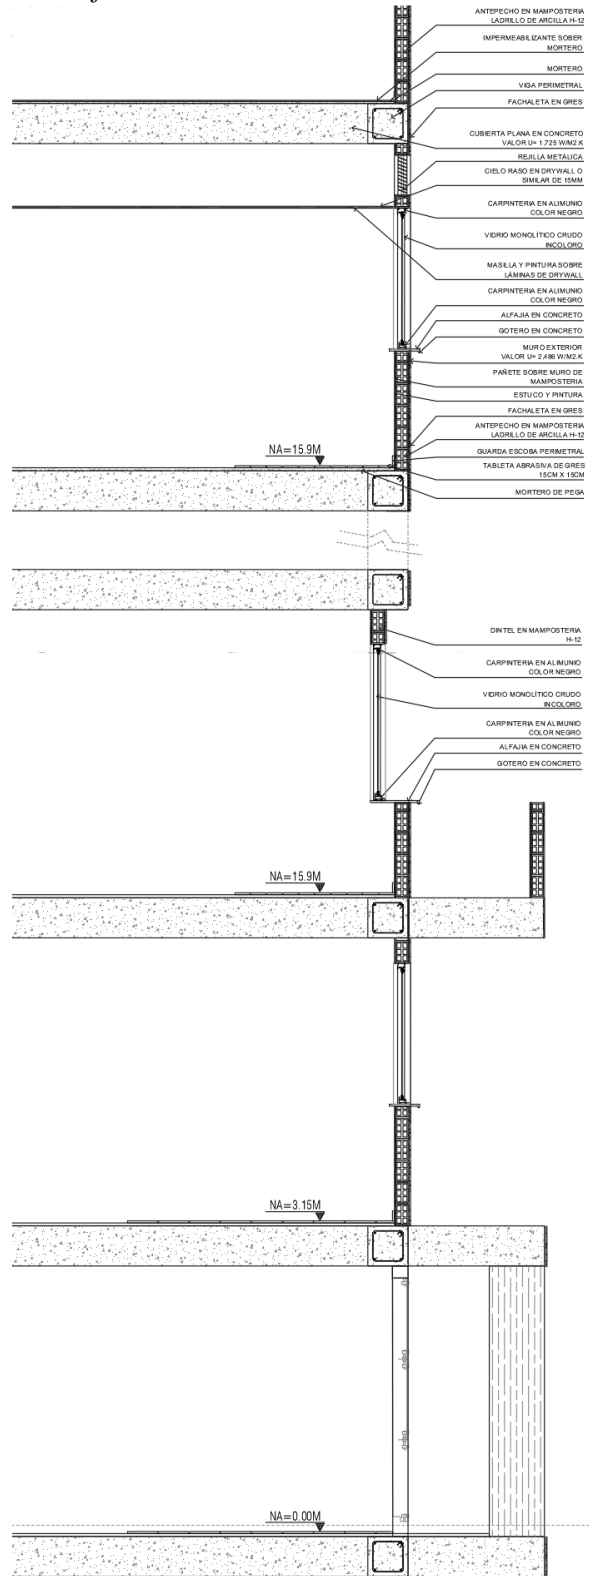 ANTEPECHO EN MAMPOSTERIA
LADRILLO DE ARCILLA H-12
IMPERMEABILIZANTE SOBER
MORTERO
MORTERO
VIGA PERIMETRAL
FACHALETA EN GRES
CUBIERTA PLANA EN CONCRETO
VALOR U= 1.725 W/M2.K
REJILLA METÁLICA
CIELO RASO EN DRYWALL O
SIMILAR DE 15MM
CARPINTERIA EN ALIMUNIO
COLOR NEGRO
VIDRIO MONOLÍTICO CRUDO
INCOLORO
MASILLA Y PINTURA SOBRE
LÁMINAS DE DRYWALL
CARPINTERIA EN ALIMUNIO
COLOR NEGRO
ALFAJIA EN CONCRETO
GOTERO EN CONCRETO
MURO EXTERIOR
VALOR U= 2,486 W/M2.K
PAÑETE SOBRE MURO DE
MAMPOSTERIA
ESTUCO Y PINTURA
FACHALETA EN GRES
ANTEPECHO EN MAMPOSTERIA
LADRILLO DE ARCILLA H-12
NA=15.9M
GUARDA ESCOBA PERIMETRAL
TABLETA ABRASIVA DE GRES
15CM X 15CM
MORTERO DE PEGA
DINTEL EN MAMPOSTERIA
H-12
CARPINTERIA EN ALIMUNIO
COLOR NEGRO
VIDRIO MONOLÍTICO CRUDO
INCOLORO
CARPINTERIA EN ALIMUNIO
COLOR NEGRO
ALFAJIA EN CONCRETO
GOTERO EN CONCRETO
NA=15.9M
NA=3.15M
NA=0.00M